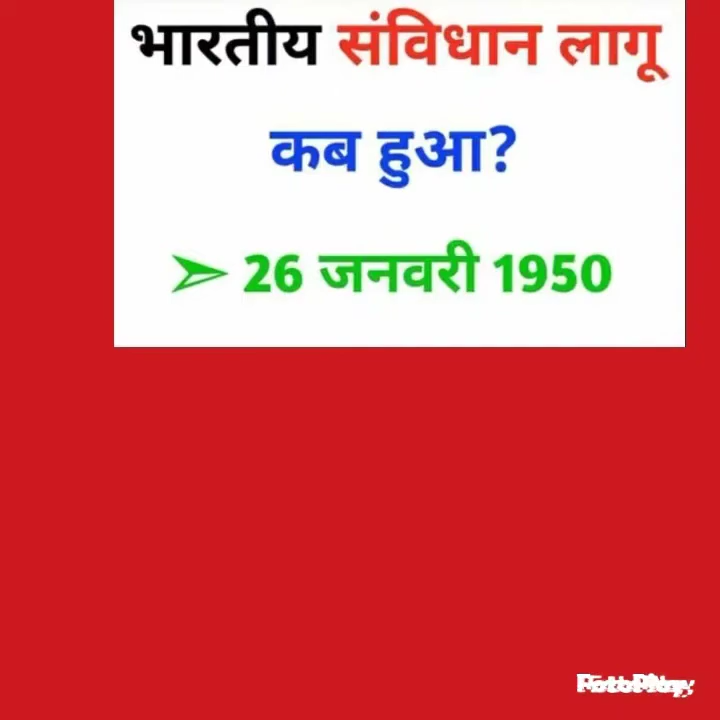 भारतीय संविधान लागू
कब हुआ?
➢ 26 जनवरी 1950